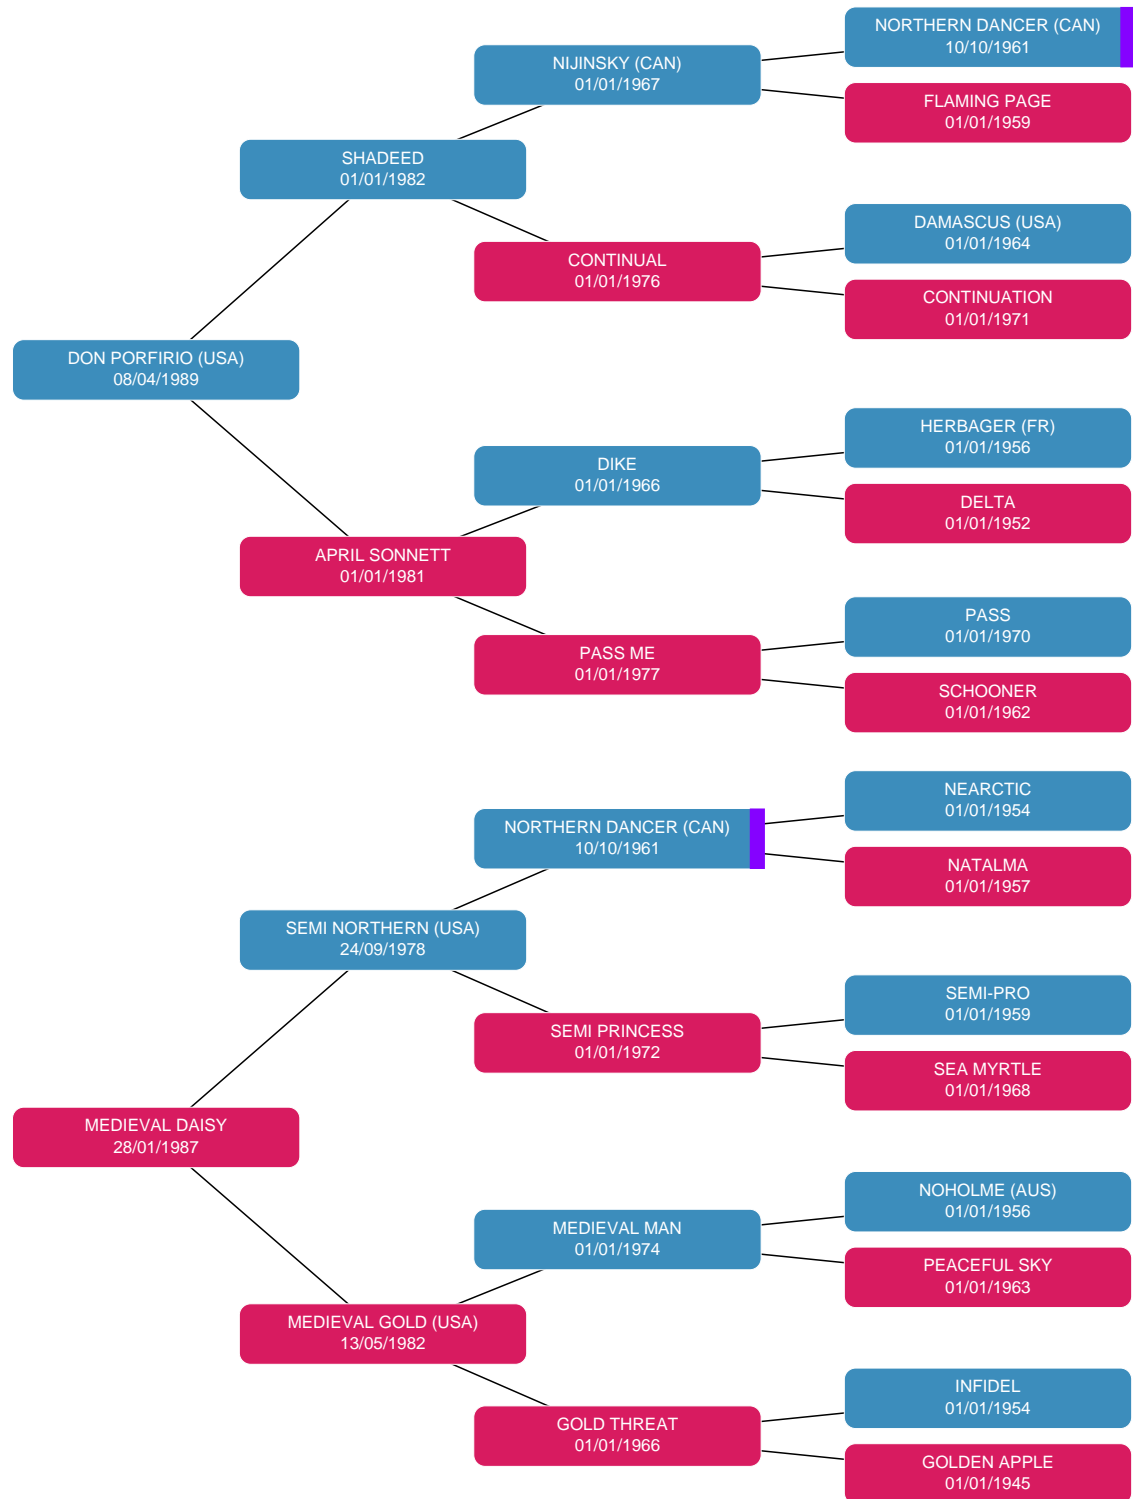 NORTHERN DANCER (CAN)
10/10/1961
NIJINSKY (CAN)
01/01/1967
FLAMING PAGE
01/01/1959
SHADEED
01/01/1982
DAMASCUS (USA)
01/01/1964
CONTINUAL
01/01/1976
CONTINUATION
01/01/1971
DON PORFIRIO (USA)
08/04/1989
HERBAGER (FR)
01/01/1956
DIKE
01/01/1966
DELTA
01/01/1952
APRIL SONNETT
01/01/1981
PASS
01/01/1970
PASS ME
01/01/1977
SCHOONER
01/01/1962
NEARCTIC
01/01/1954
NORTHERN DANCER (CAN)
10/10/1961
NATALMA
01/01/1957
SEMI NORTHERN (USA)
24/09/1978
SEMI-PRO
01/01/1959
SEMI PRINCESS
01/01/1972
SEA MYRTLE
01/01/1968
MEDIEVAL DAISY
28/01/1987
NOHOLME (AUS)
01/01/1956
MEDIEVAL MAN
01/01/1974
PEACEFUL SKY
01/01/1963
MEDIEVAL GOLD (USA)
13/05/1982
INFIDEL
01/01/1954
GOLD THREAT
01/01/1966
GOLDEN APPLE
01/01/1945